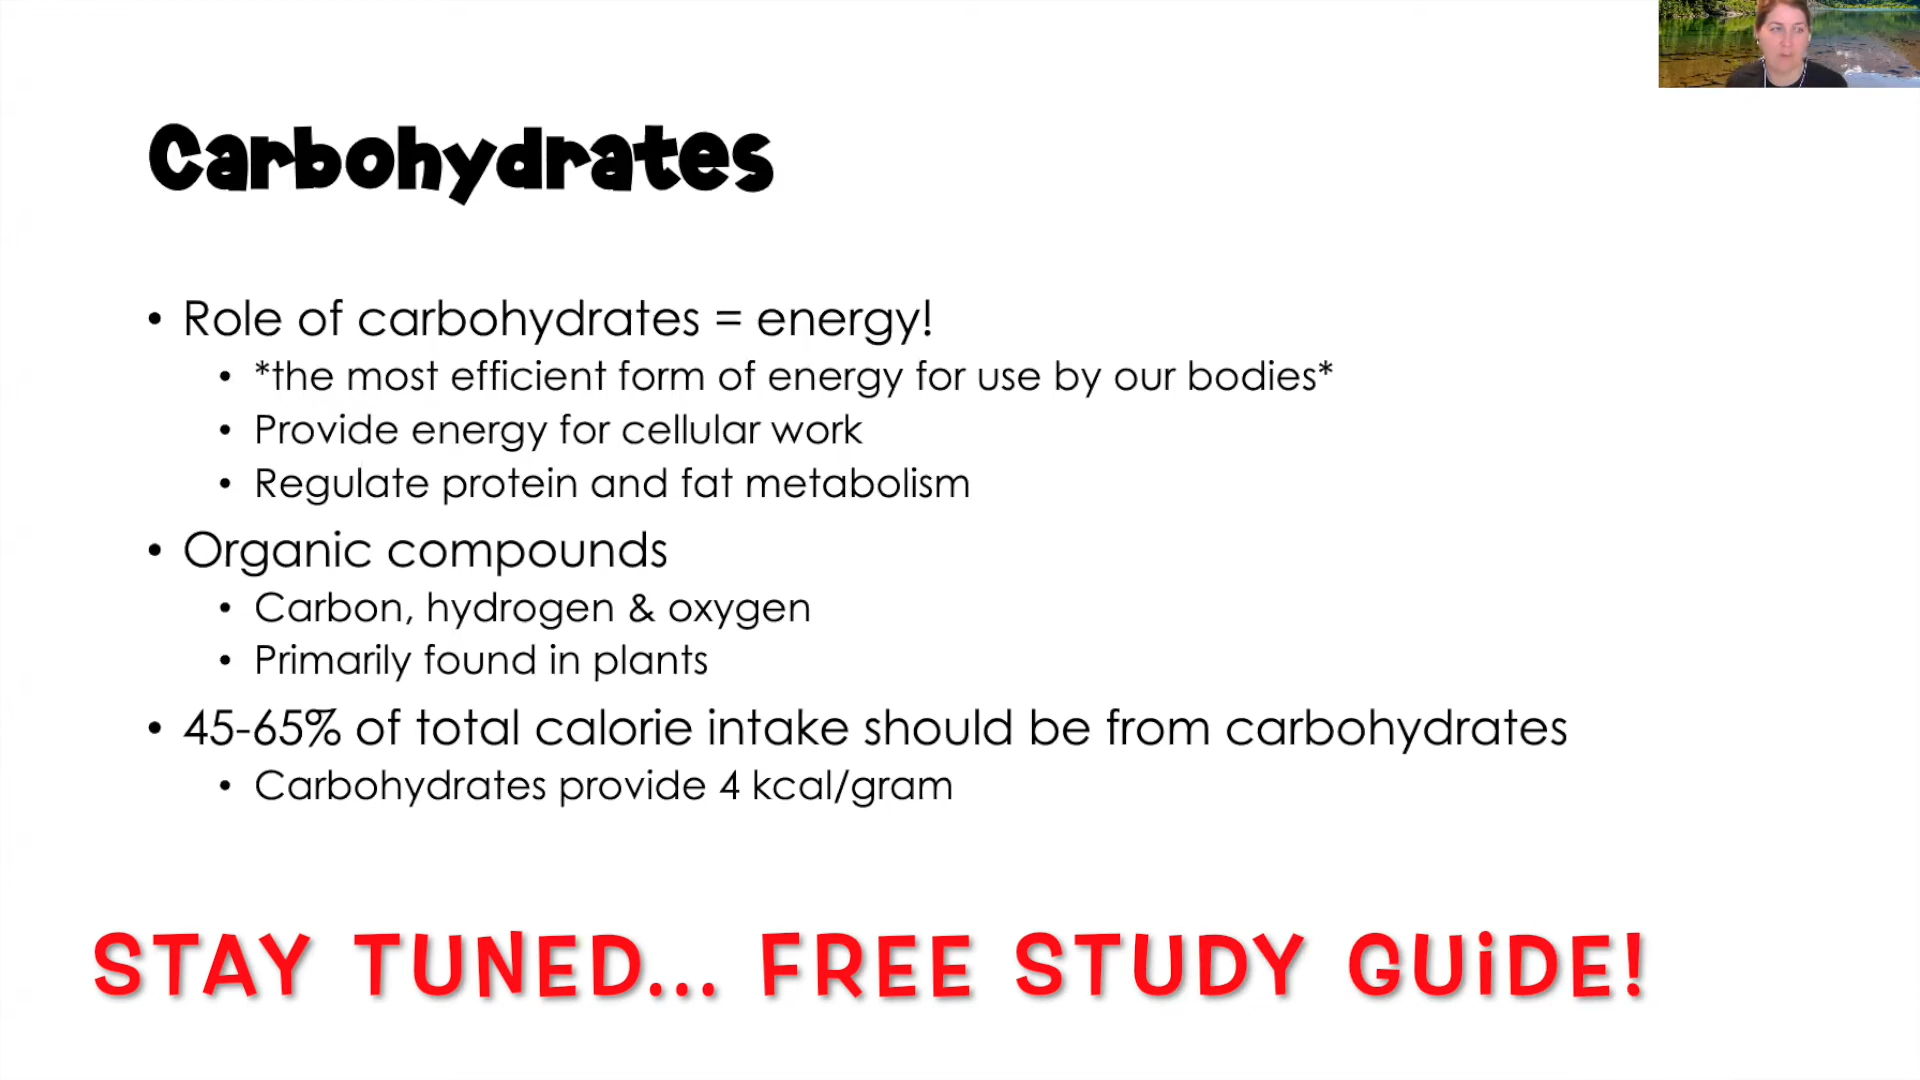 Carbohydrates
• Role of carbohydrates = energy!
• *the most efficient form of energy for use by our bodies*
• Provide energy for cellular work
• Regulate protein and fat metabolism
• Organic compounds
• Carbon, hydrogen & oxygen
• Primarily found in plants
• 45-65% of total calorie intake should be from carbohydrates
• Carbohydrates provide 4 kcal/gram
STAY TUNED... FREE STUDY GUiDE!